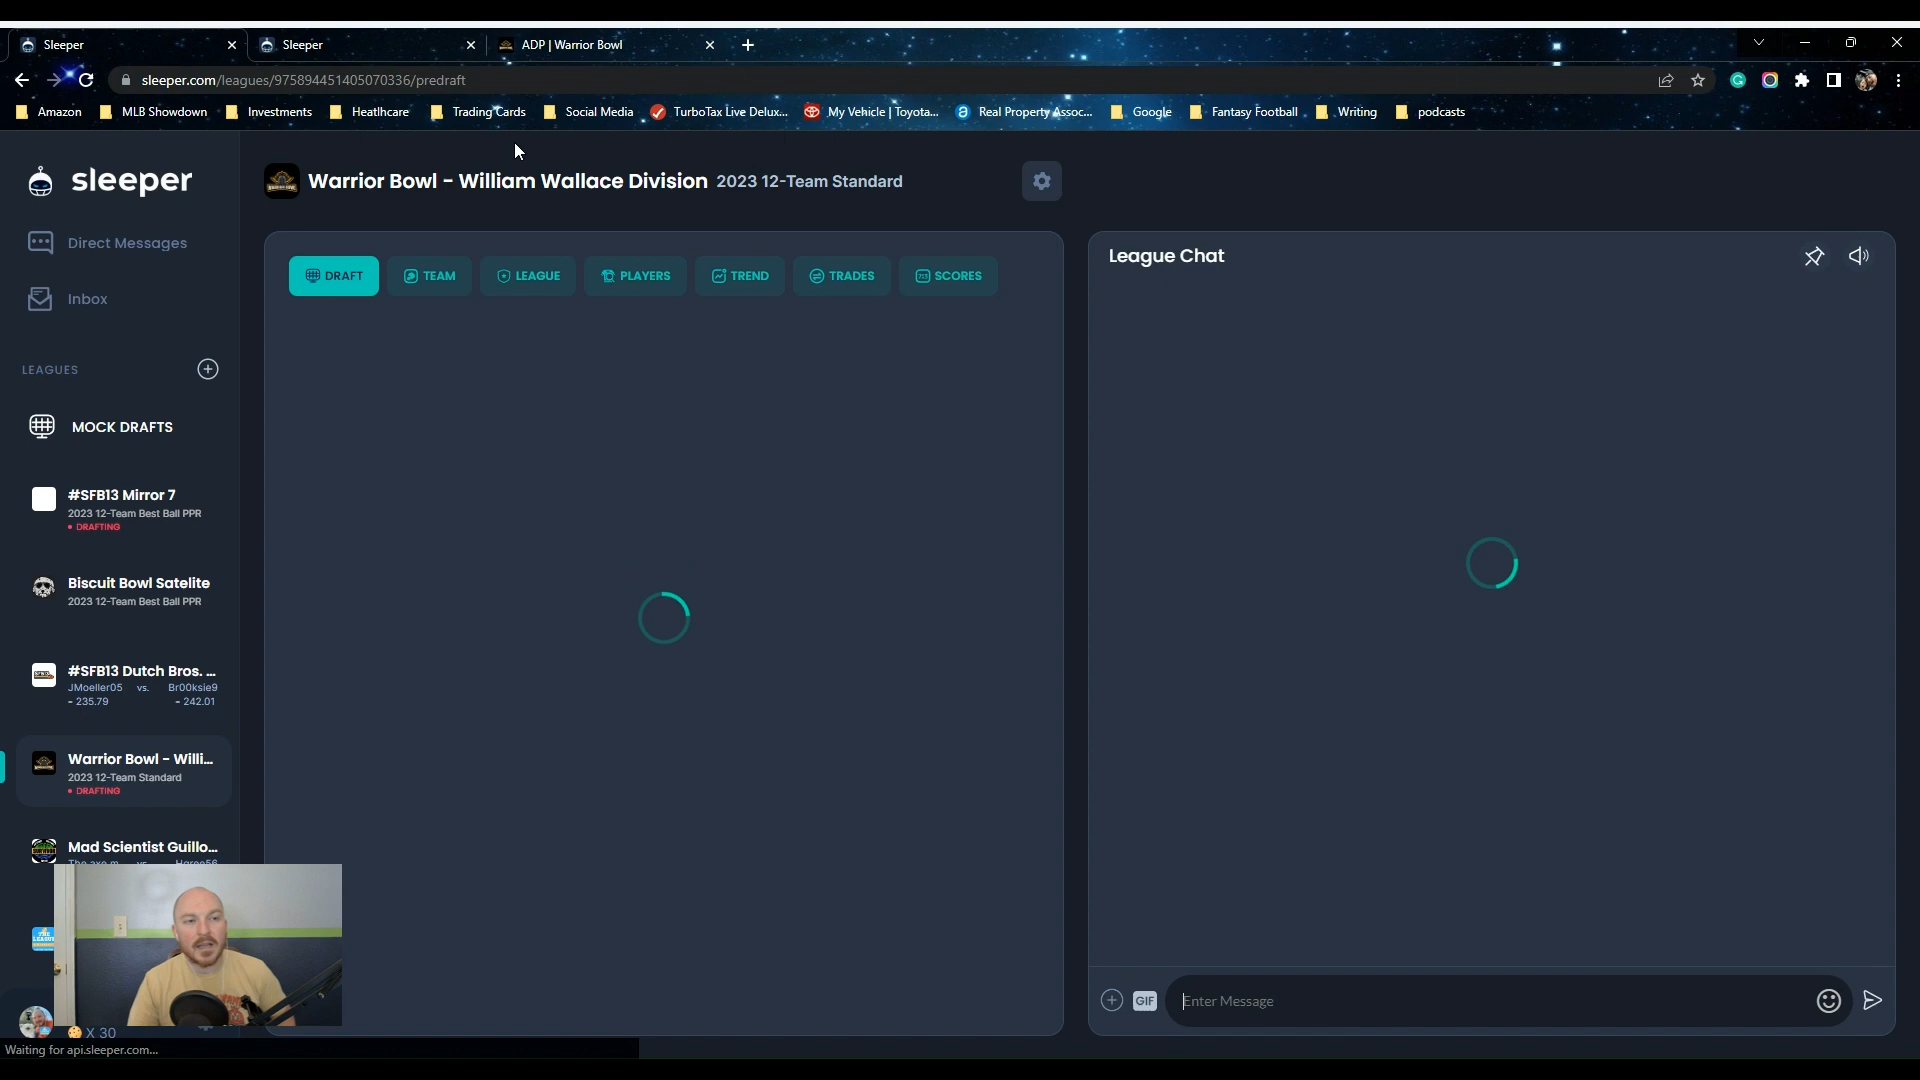 Sleeper
Sleeper
ADP | Warrior Bowl
sleeper.com/leagues/975894451405070336/predraft
Amazon
MLB Showdown
Investments
Heatlhcare
Trading Cards
Social Media
TurboTax Live Delux...
My Vehicle | Toyota...
Real Property Assoc...
Google
Fantasy Football
Writing
podcasts
sleeper
Direct Messages
Inbox
LEAGUES
MOCK DRAFTS
#SFB13 Mirror 7
2023 12-Team Best Ball PPR
DRAFTING
Biscuit Bowl Satelite
2023 12-Team Best Ball PPR
#SFB13 Dutch Bros. ...
JMoeller05 vs. Br00ksie9
- 235.79 - 242.01
Warrior Bowl - Willi...
2023 12-Team Standard
DRAFTING
Mad Scientist Guillo...
X 30
Waiting for api.sleeper.com...
Warrior Bowl - William Wallace Division 2023 12-Team Standard
DRAFT
TEAM
LEAGUE
PLAYERS
TREND
TRADES
SCORES
League Chat
GIF
Enter Message